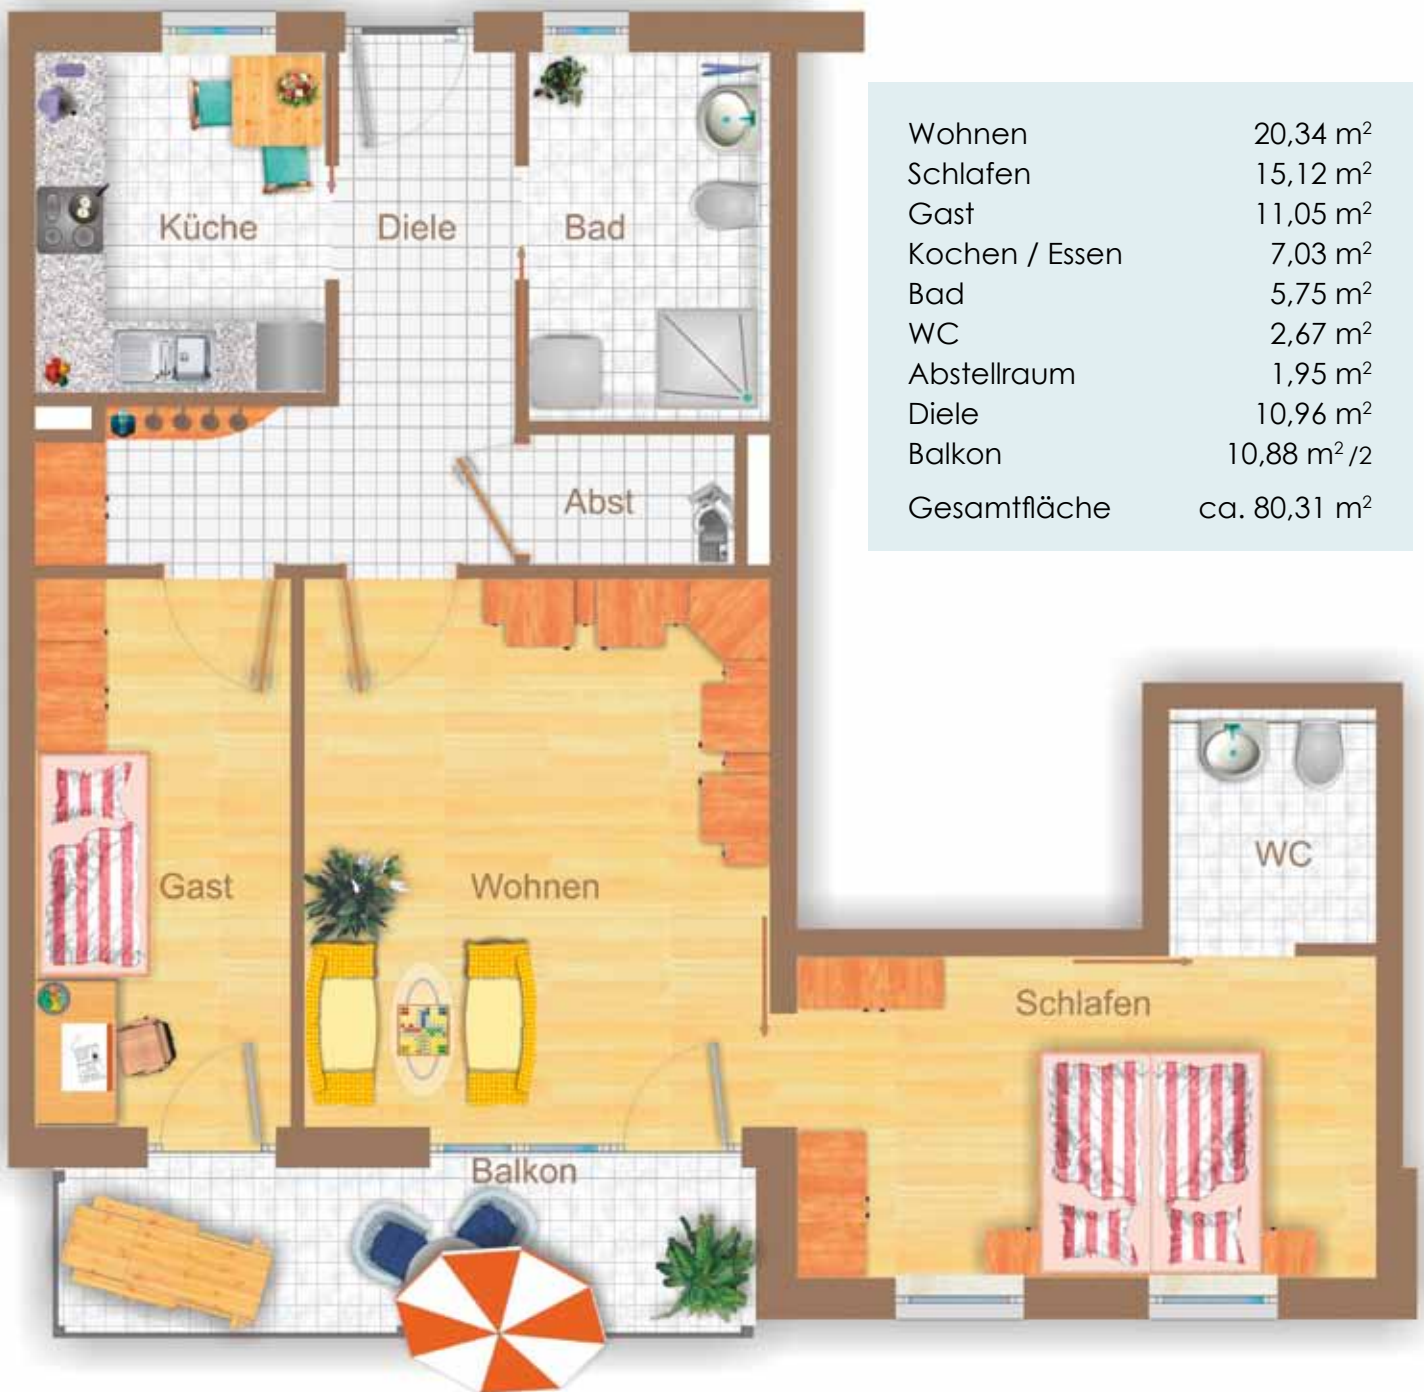 Küche
Diele
Bad
Wohnen 20,34 m²
Schlafen 15,12 m²
Gast 11,05 m²
Kochen / Essen 7,03 m²
Bad 5,75 m²
WC 2,67 m²
Abstellraum 1,95 m²
Diele 10,96 m²
Balkon 10,88 m² /2
Gesamtfläche ca. 80,31 m²
Abst
Gast
Wohnen
WC
Schlafen
Balkon